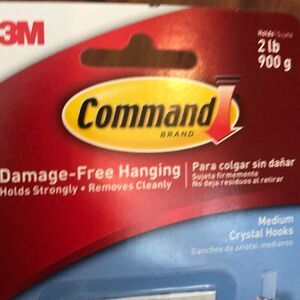 3M
Holds Sujeta
2 lb
900 g
Command
BRAND
Damage-Free Hanging
Holds Strongly • Removes Cleanly
Para colgar sin dañar
Sujeta firmemente
No deja residuos al retirar
Medium
Crystal Hooks
Ganchos de cristal medianos